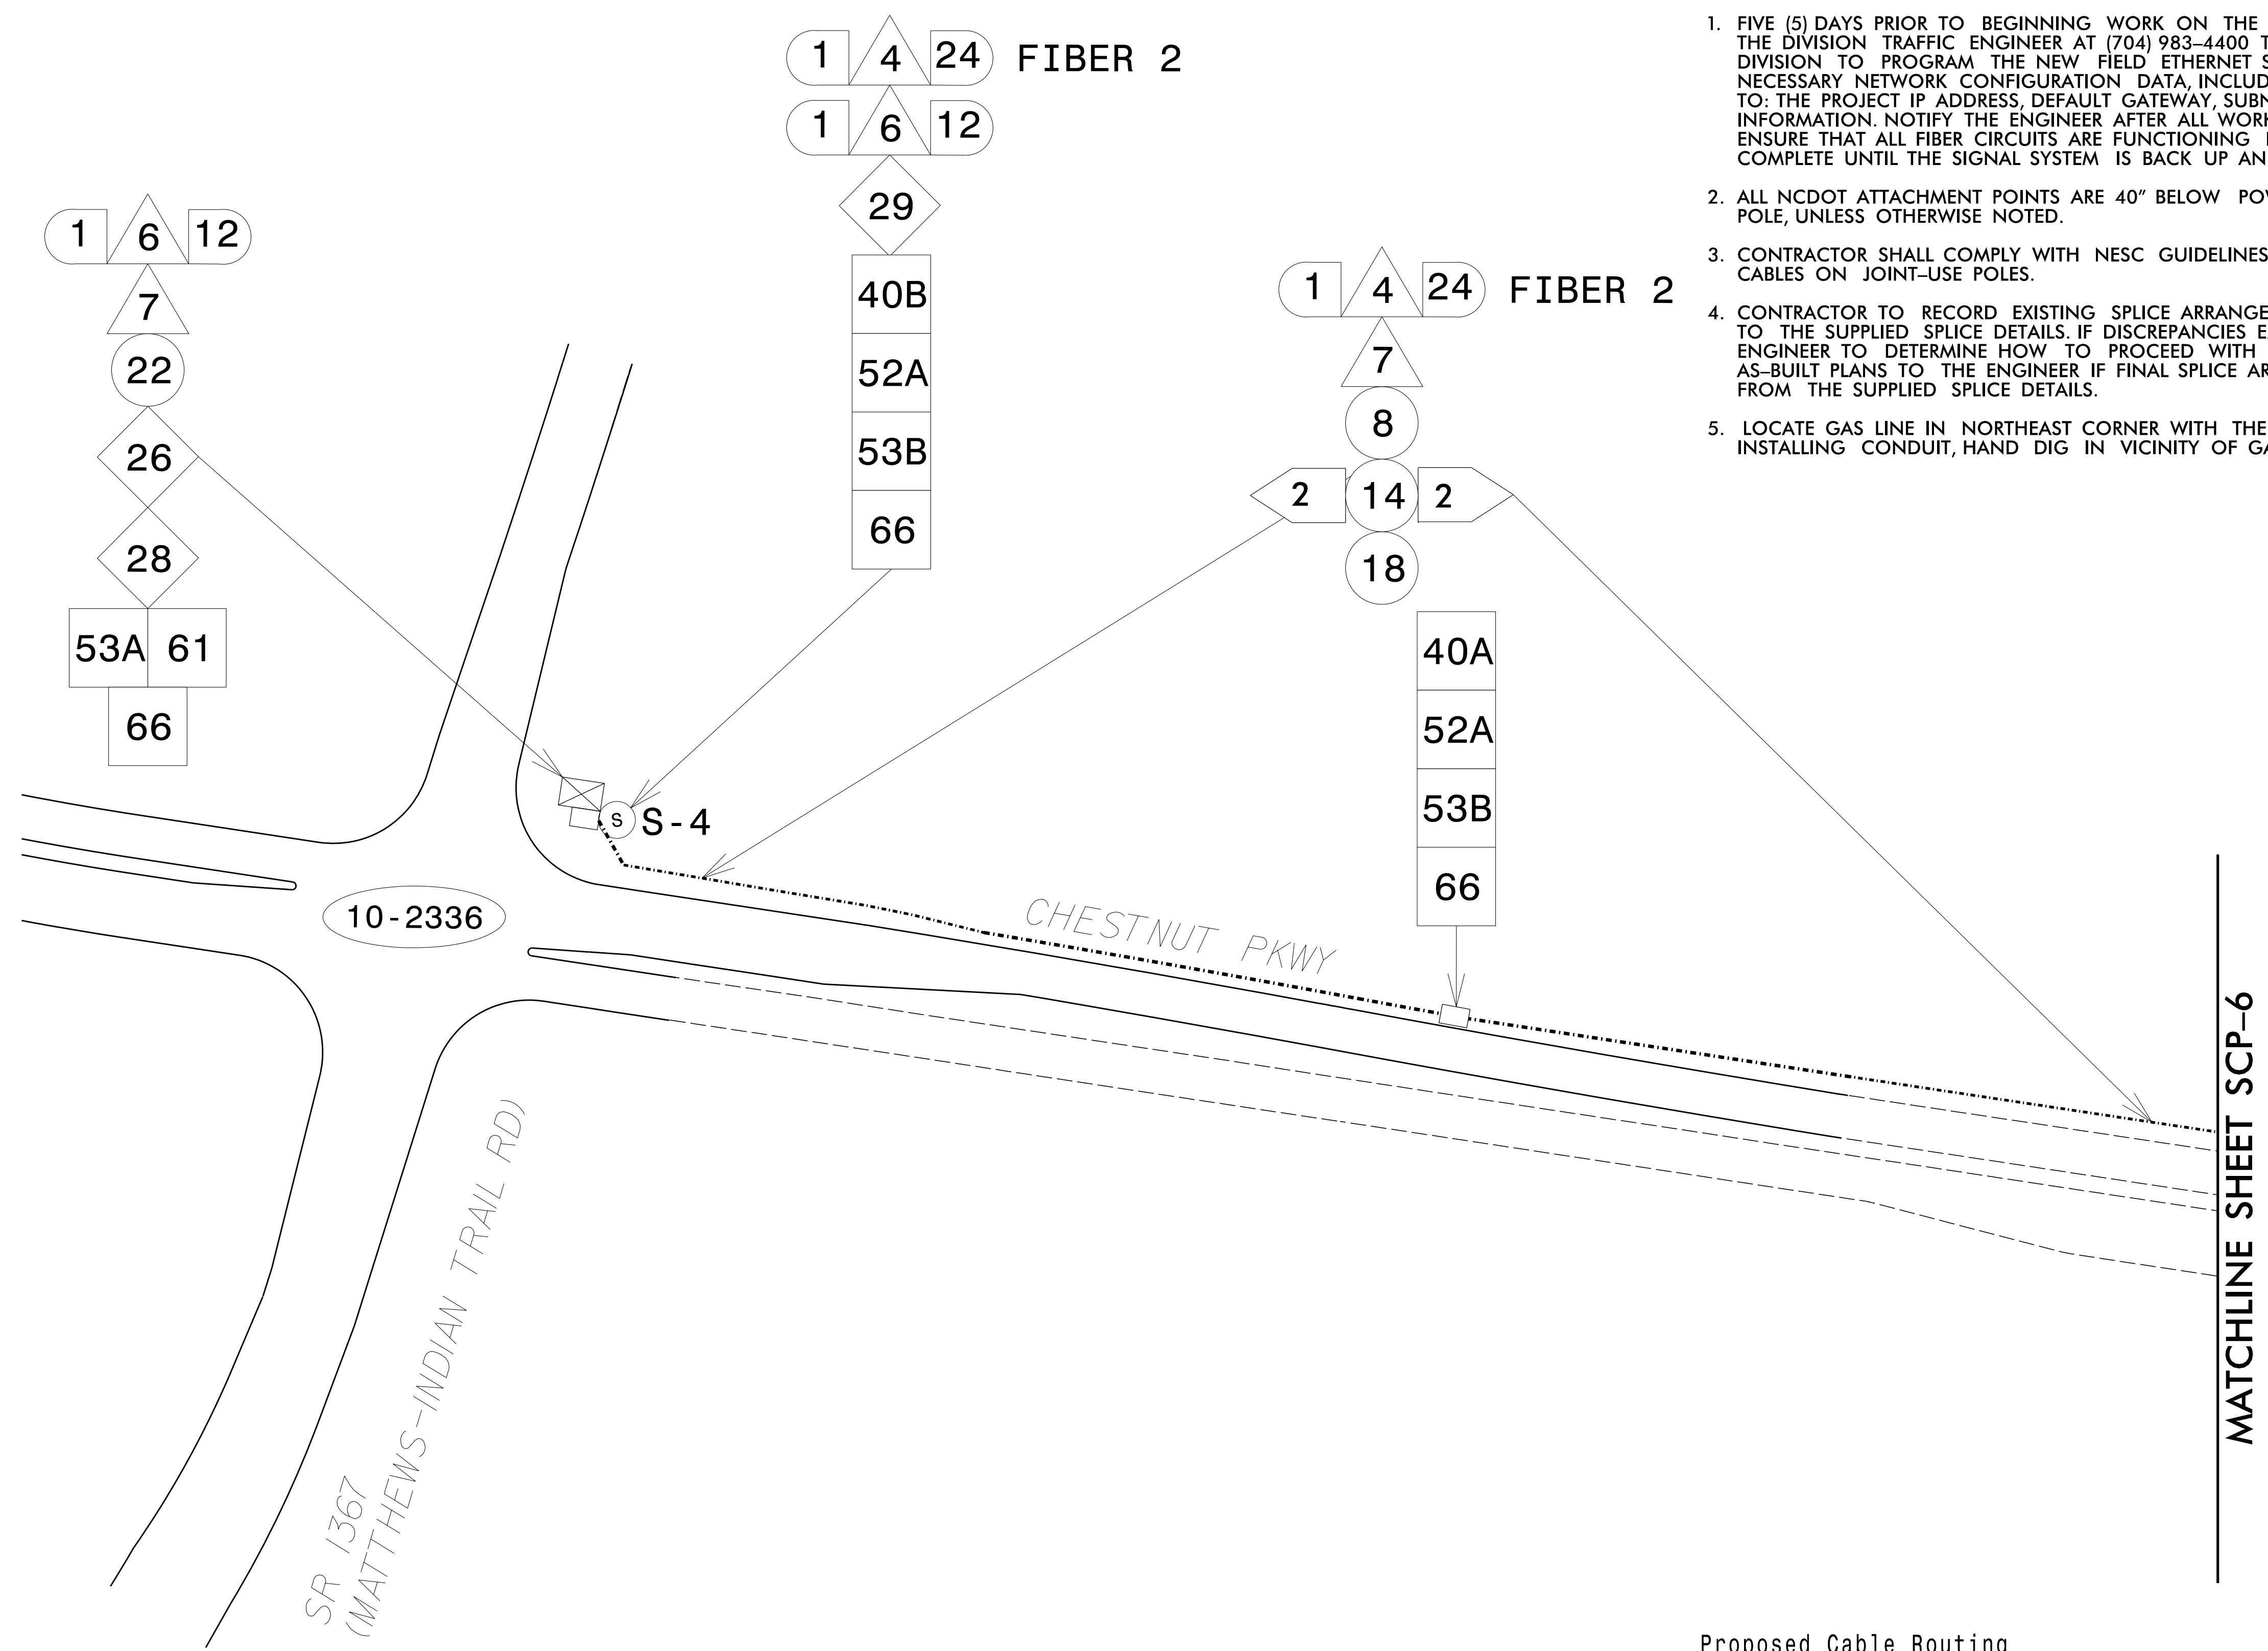 1 4 24 FIBER 2
1 6 12
29
40B
52A
53B
66
1 6 12
7
22
26
28
53A 61
66
1 4 24 FIBER 2
7
8
2 14 2
18
40A
52A
53B
66
1. FIVE (5) DAYS PRIOR TO BEGINNING WORK ON THE
THE DIVISION TRAFFIC ENGINEER AT (704) 983–4400
DIVISION TO PROGRAM THE NEW FIELD ETHERNET
NECESSARY NETWORK CONFIGURATION DATA, INCLUD
TO: THE PROJECT IP ADDRESS, DEFAULT GATEWAY, SUBN
INFORMATION. NOTIFY THE ENGINEER AFTER ALL WORK
ENSURE THAT ALL FIBER CIRCUITS ARE FUNCTIONING
COMPLETE UNTIL THE SIGNAL SYSTEM IS BACK UP AN
2. ALL NCDOT ATTACHMENT POINTS ARE 40" BELOW POW
POLE, UNLESS OTHERWISE NOTED.
3. CONTRACTOR SHALL COMPLY WITH NESC GUIDELINES
CABLES ON JOINT–USE POLES.
4. CONTRACTOR TO RECORD EXISTING SPLICE ARRANGE
TO THE SUPPLIED SPLICE DETAILS. IF DISCREPANCIES E
ENGINEER TO DETERMINE HOW TO PROCEED WITH
AS–BUILT PLANS TO THE ENGINEER IF FINAL SPLICE AR
FROM THE SUPPLIED SPLICE DETAILS.
5. LOCATE GAS LINE IN NORTHEAST CORNER WITH THE
INSTALLING CONDUIT, HAND DIG IN VICINITY OF GA
S S-4
10-2336
CHESTNUT PKWY
SR 1367
(MATTHEWS-INDIAN TRAIL RD)
MATCHLINE SHEET SCP–6
Proposed Cable Routing